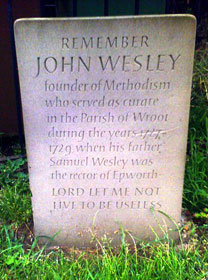 REMEMBER
JOHN WESLEY
founder of Methodism
who served as curate
in the Parish of Wroot
during the years 1727-
1729 when his father
Samuel Wesley was
the rector of Epworth
LORD LET ME NOT
LIVE TO BE USELESS